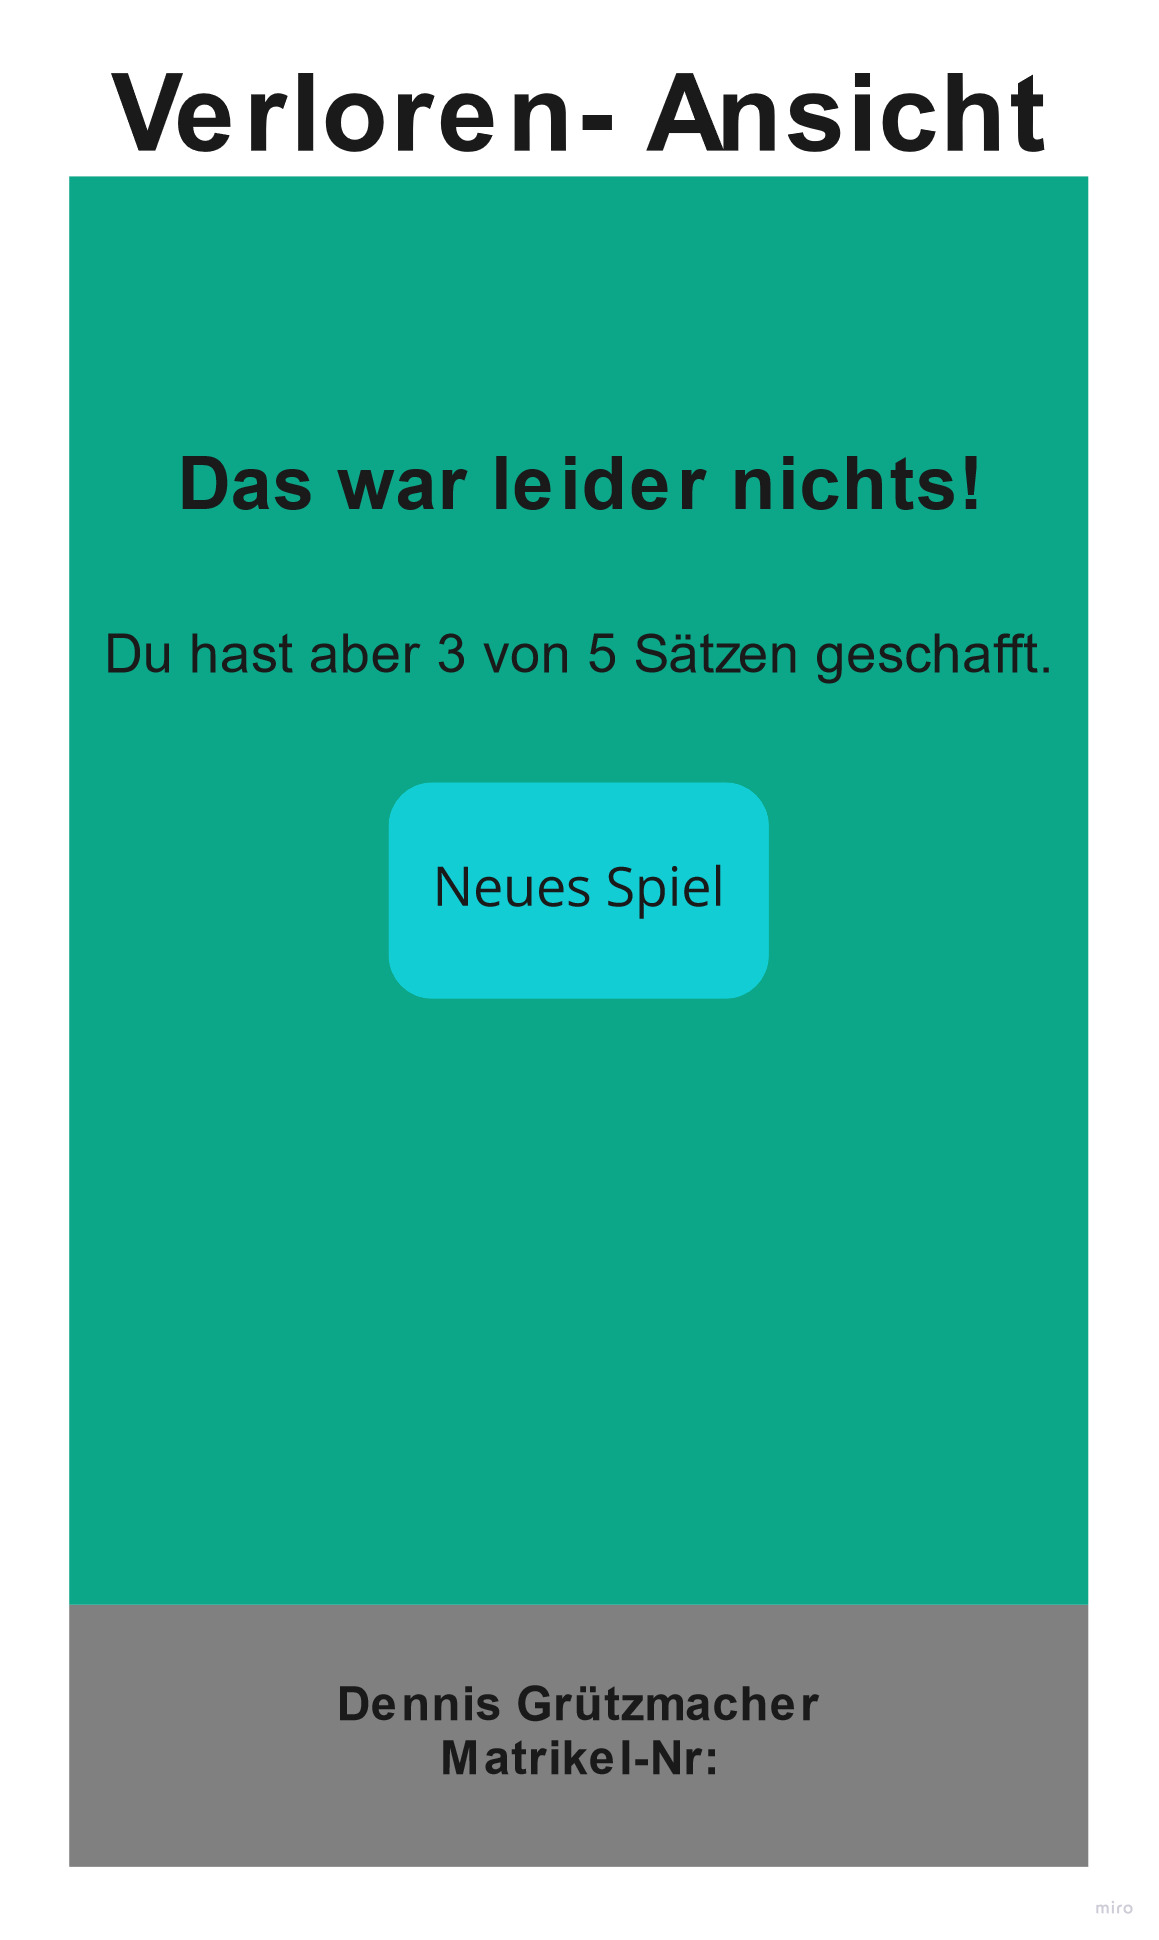 Verloren- Ansicht
Das war leider nichts!
Du hast aber 3 von 5 Sätzen geschafft.
Neues Spiel
Dennis Grützmacher
Matrikel-Nr:
miro